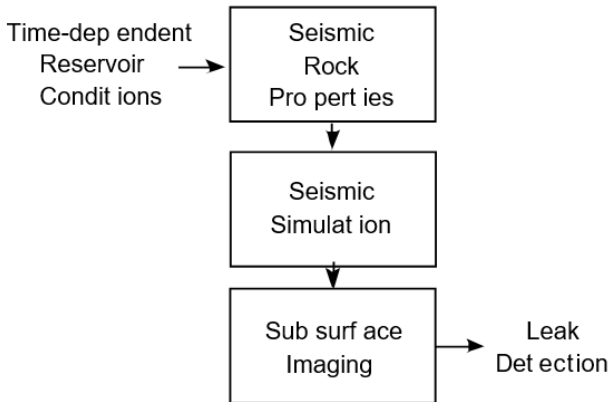 Time-dep endent
Reservoir
Condit ions
Seismic
Rock
Pro pert ies
Seismic
Simulat ion
Sub surf ace
Imaging
Leak
Det ection